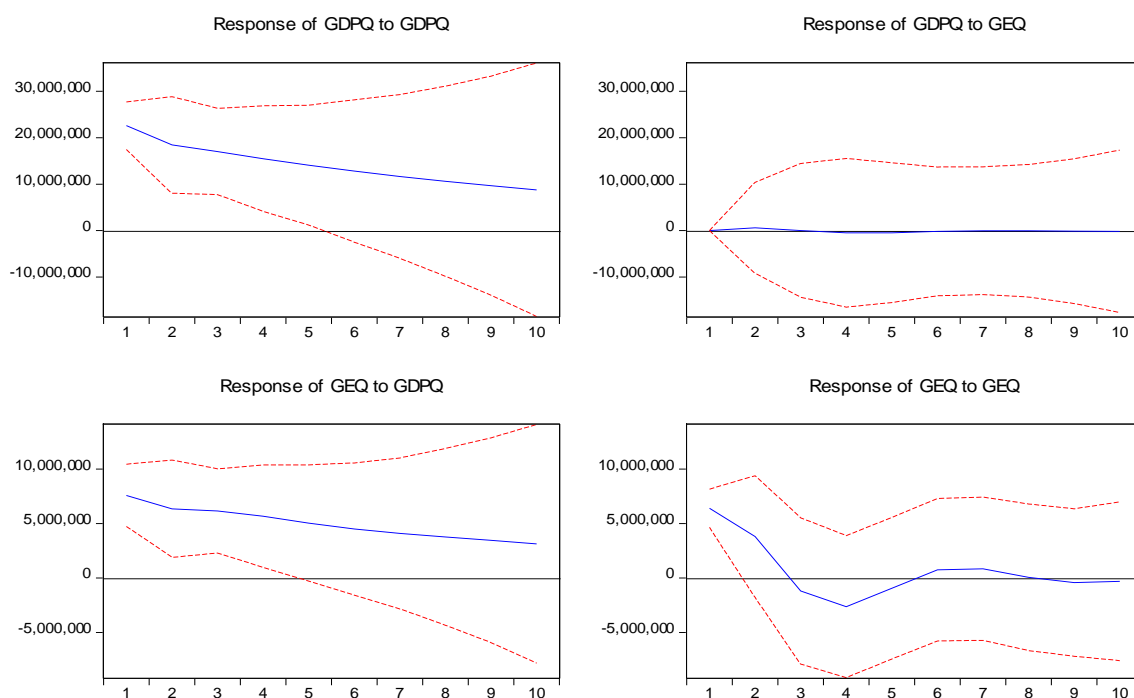 Response of GDPQ to GDPQ
30,000,000
20,000,000
10,000,000
0
-10,000,000
1 2 3 4 5 6 7 8 9 10
Response of GDPQ to GEQ
30,000,000
20,000,000
10,000,000
0
-10,000,000
1 2 3 4 5 6 7 8 9 10
Response of GEQ to GDPQ
10,000,000
5,000,000
0
-5,000,000
1 2 3 4 5 6 7 8 9 10
Response of GEQ to GEQ
10,000,000
5,000,000
0
-5,000,000
1 2 3 4 5 6 7 8 9 10